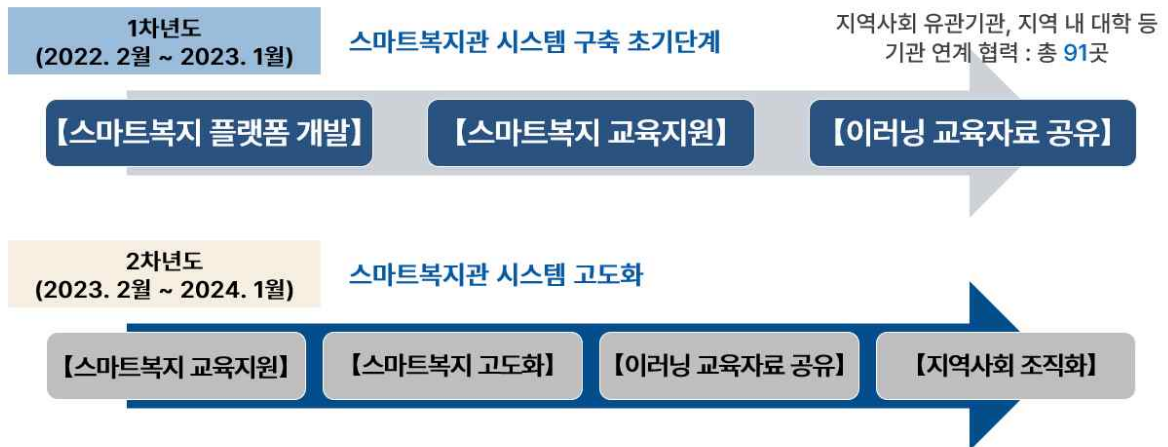 1차년도
(2022. 2월 ~ 2023. 1월)
스마트복지관 시스템 구축 초기단계
지역사회 유관기관, 지역 내 대학 등
기관 연계 협력 : 총 91곳
【스마트복지 플랫폼 개발】
【스마트복지 교육지원】
【이러닝 교육자료 공유】
2차년도
(2023. 2월 ~ 2024. 1월)
스마트복지관 시스템 고도화
【스마트복지 교육지원】
【스마트복지 고도화】
【이러닝 교육자료 공유】
【지역사회 조직화】